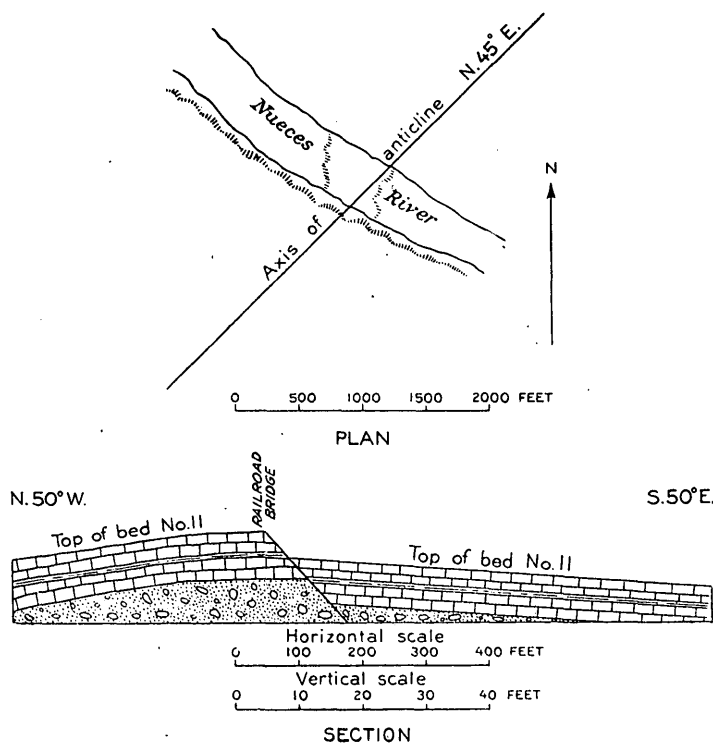 N. 45° E.
Nueces
anticline
River
Axis of
N
0 500 1000 1500 2000 FEET
PLAN
N. 50° W.
RAILROAD
BRIDGE
S. 50° E.
Top of bed No. 11
Top of bed No. 11
Horizontal scale
0 100 200 300 400 FEET
Vertical scale
0 10 20 30 40 FEET
SECTION